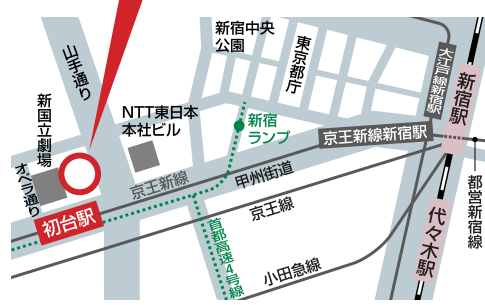 新宿中央
公園
東京都庁
大江戸線新宿駅
新宿駅
山手通り
NTT東日本
本社ビル
新宿
ランプ
京王新線新宿駅
新国立劇場
オペラ通り
京王新線
甲州街道
都営新宿線
初台駅
京王線
代々木駅
首都高速4号線
小田急線